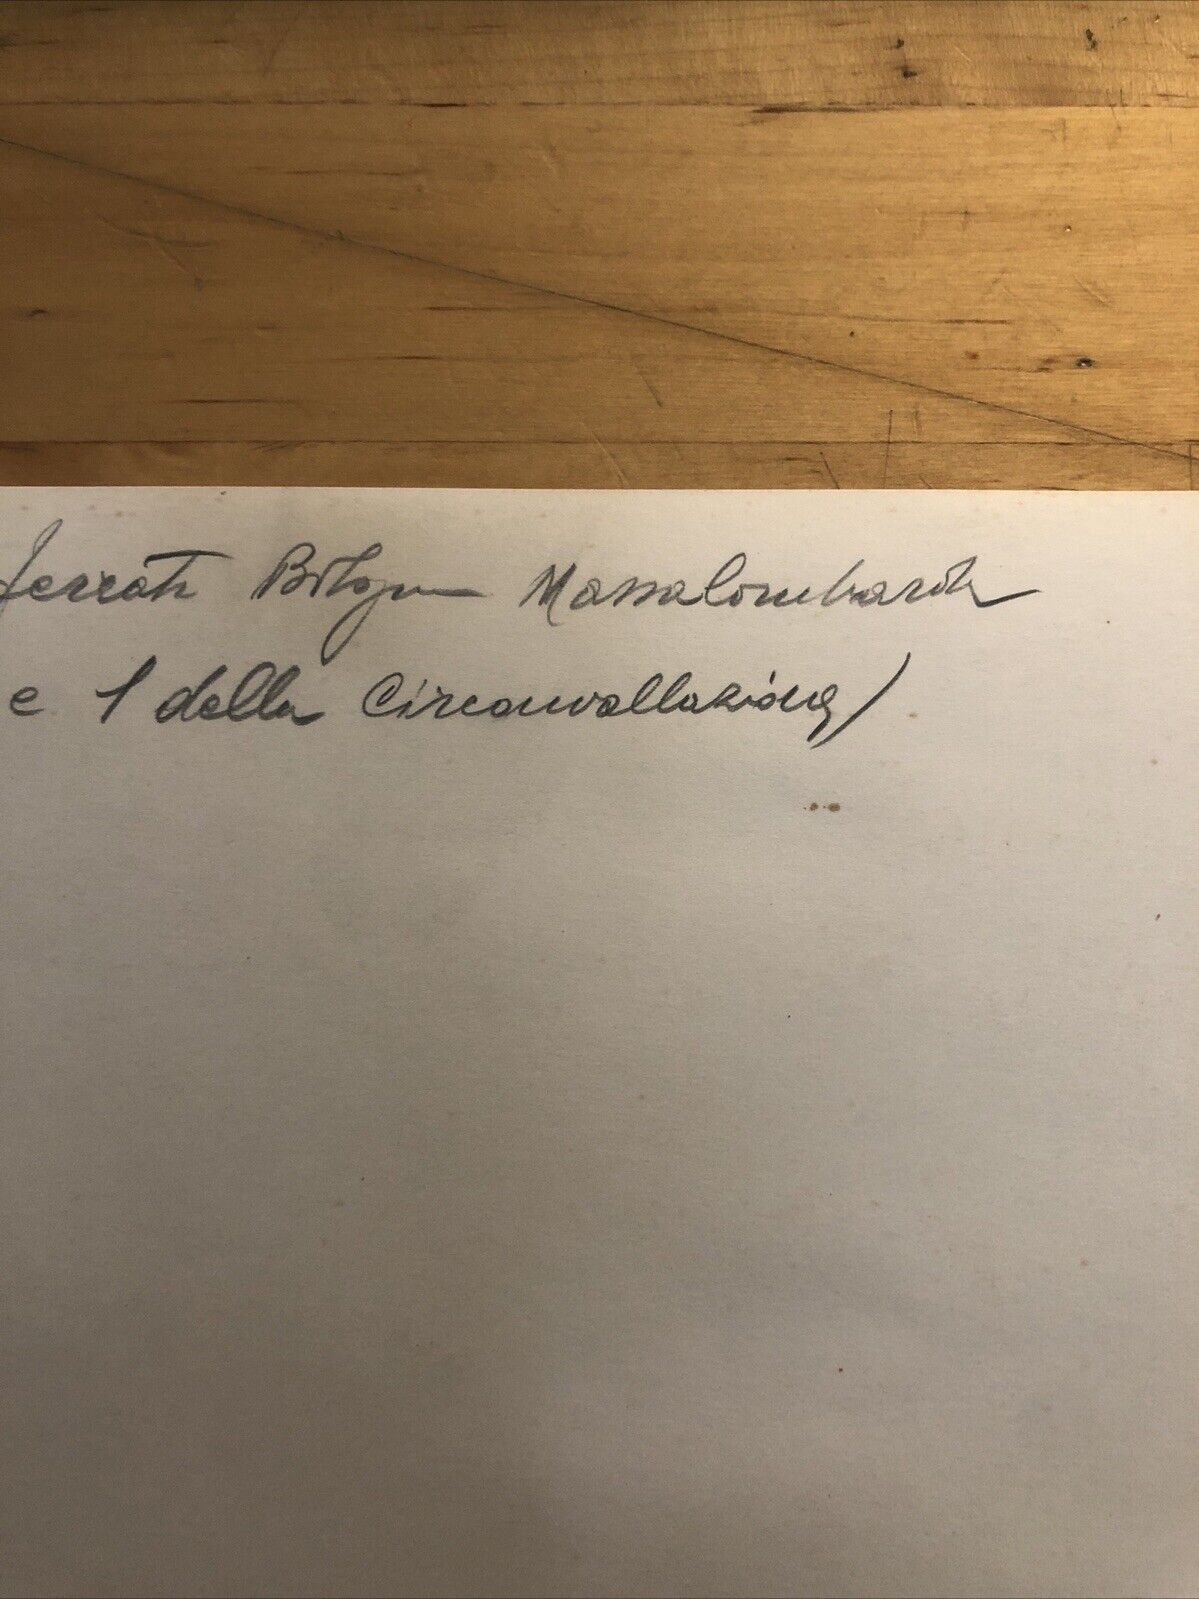 ferrata Bologna Massalombarda
e 1 della Circonvallazione)